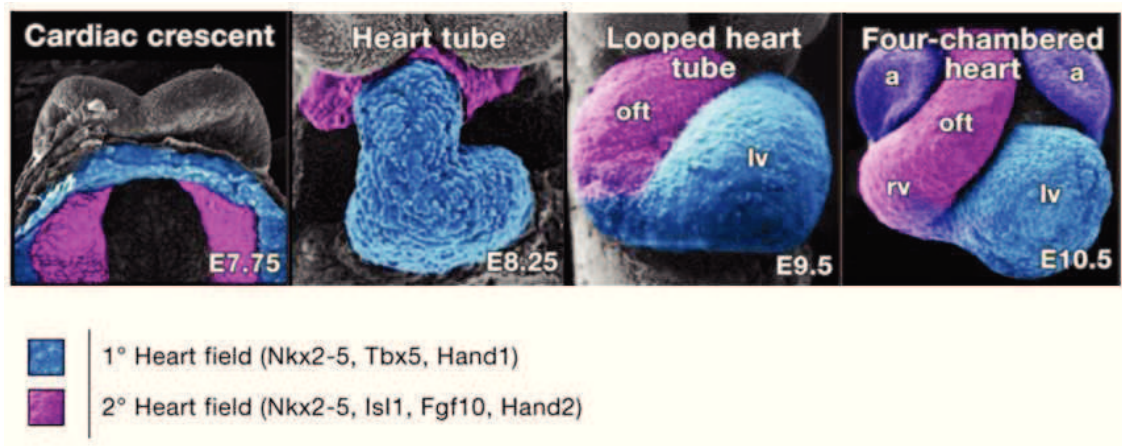 Cardiac crescent
E7.75
Heart tube
E8.25
Looped heart
tube
oft
lv
E9.5
Four-chambered
heart
a
a
oft
rv
lv
E10.5
1° Heart field (Nkx2-5, Tbx5, Hand1)
2° Heart field (Nkx2-5, Isl1, Fgf10, Hand2)